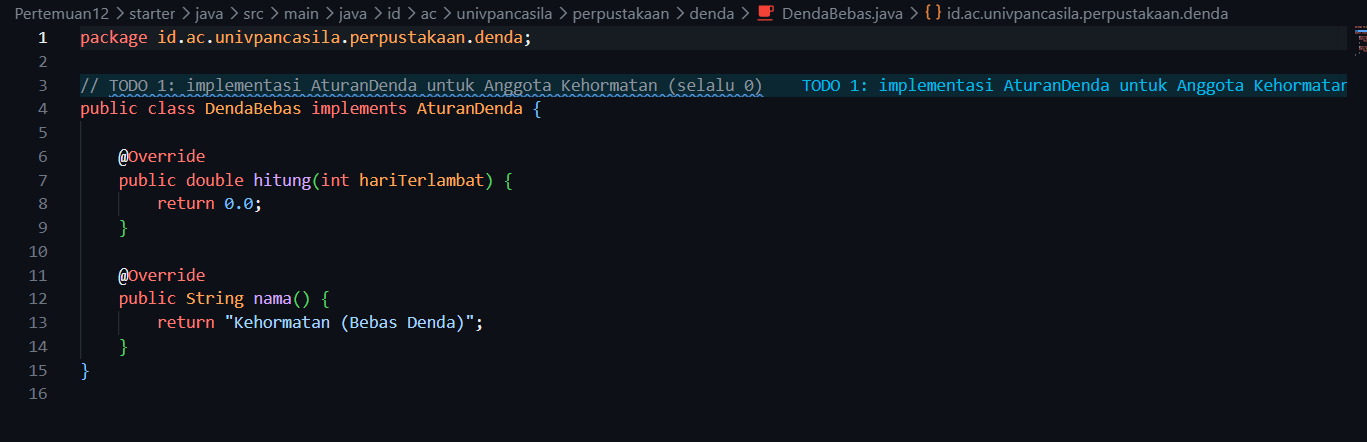 Pertemuan12 > starter > java > src > main > java > id > ac > univpancasila > perpustakaan > denda > DendaBebas.java > {} id.ac.univpancasila.perpustakaan.denda
1 package id.ac.univpancasila.perpustakaan.denda;
2
3 // TODO 1: implementasi AturanDenda untuk Anggota Kehormatan (selalu 0) TODO 1: implementasi AturanDenda untuk Anggota Kehormatan
4 public class DendaBebas implements AturanDenda {
5
6 @Override
7 public double hitung(int hariTerlambat) {
8 return 0.0;
9 }
10
11 @Override
12 public String nama() {
13 return "Kehormatan (Bebas Denda)";
14 }
15 }
16